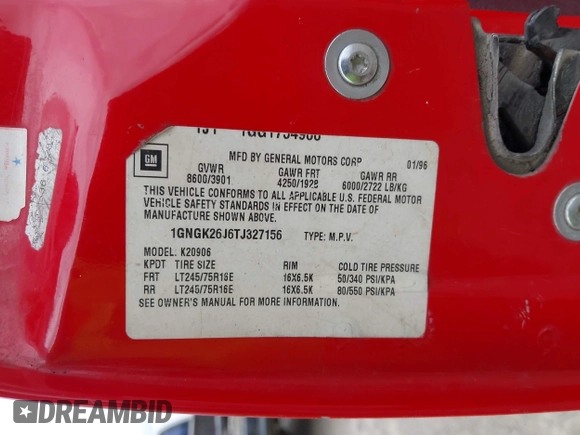 GM
MFD BY GENERAL MOTORS CORP 01/96
GVWR GAWR FRT GAWR RR
8600/3901 4250/1928 6000/2722 LB/KG
THIS VEHICLE CONFORMS TO ALL APPLICABLE U.S. FEDERAL MOTOR
VEHICLE SAFETY STANDARDS IN EFFECT ON THE DATE OF
MANUFACTURE SHOWN ABOVE.
1GNGK26J6TJ327156 TYPE: M.P.V.
MODEL: K20906
KPDT TIRE SIZE RIM COLD TIRE PRESSURE
FRT LT245/75R16E 16X6.5K 50/340 PSI/KPA
RR LT245/75R16E 16X6.5K 80/550 PSI/KPA
SEE OWNER'S MANUAL FOR MORE INFORMATION.
DREAMBID